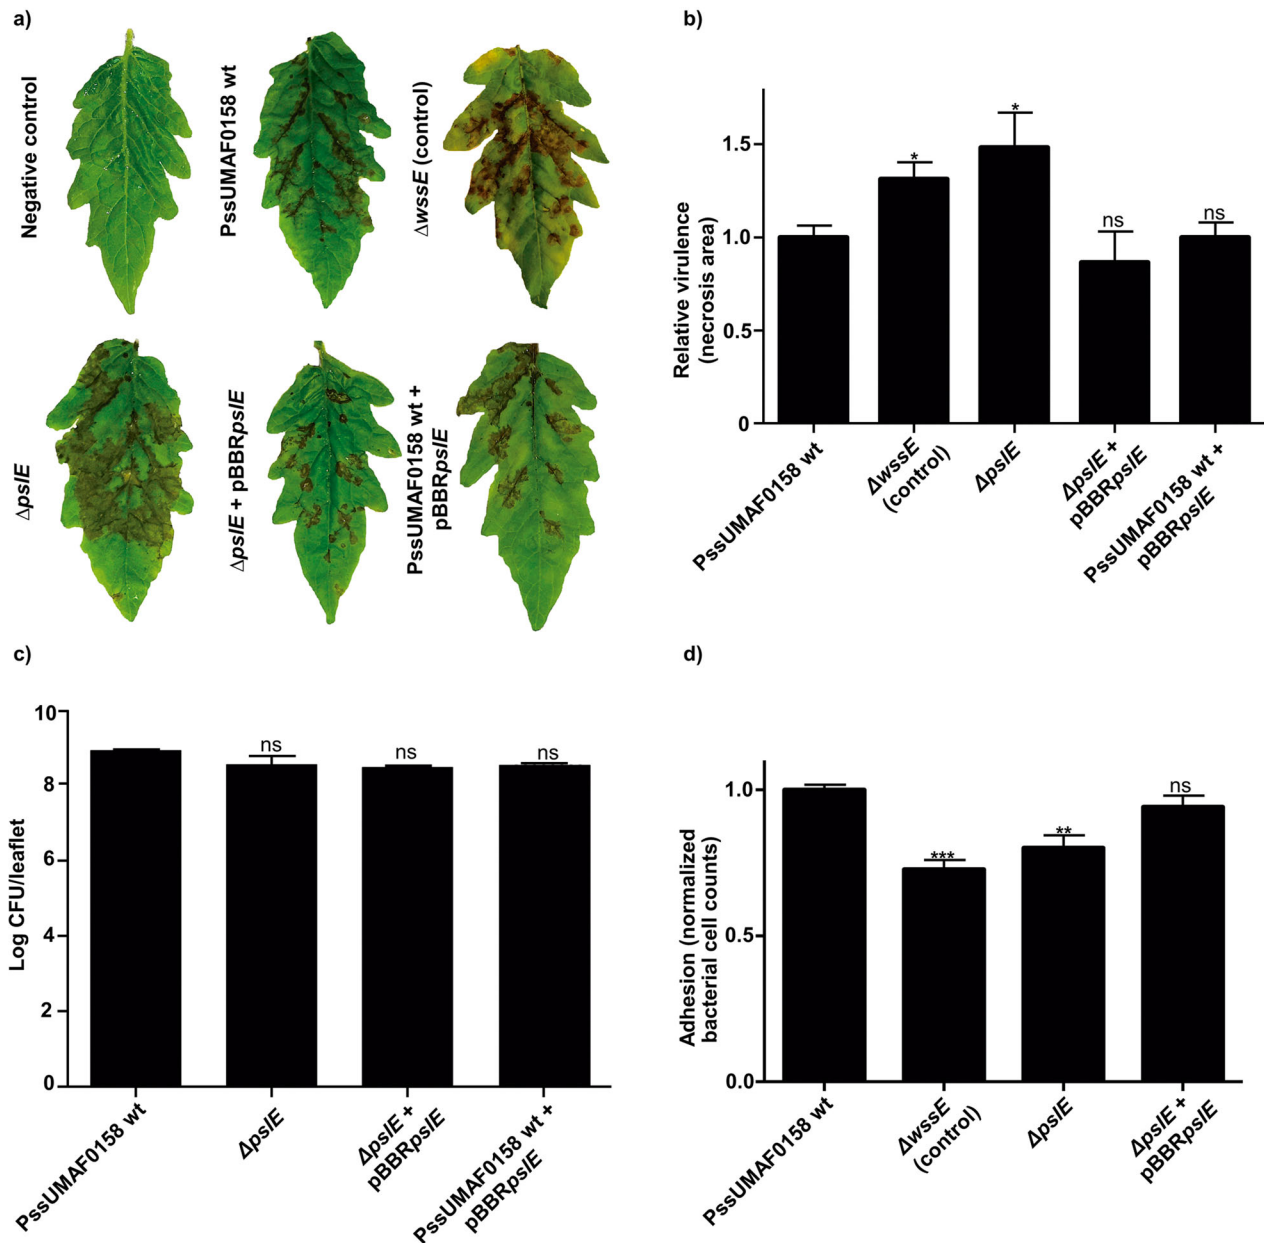 a)
Negative control
PssUMAF0158 wt
ΔwssE (control)
ΔpslE
ΔpslE + pBBRpslE
PssUMAF0158 wt +
pBBRpslE
b)
Relative virulence
(necrosis area)
1.5
1.0
0.5
0
*
*
ns
ns
PssUMAF0158 wt
ΔwssE
(control)
ΔpslE
ΔpslE +
pBBRpslE
PssUMAF0158 wt +
pBBRpslE
c)
Log CFU/leaflet
10
8
6
4
2
0
ns
ns
ns
PssUMAF0158 wt
ΔpslE
ΔpslE +
pBBRpslE
PssUMAF0158 wt +
pBBRpslE
d)
Adhesion (normalized
bacterial cell counts)
1.0
0.5
0.0
***
**
ns
PssUMAF0158 wt
ΔwssE
(control)
ΔpslE
ΔpslE +
pBBRpslE